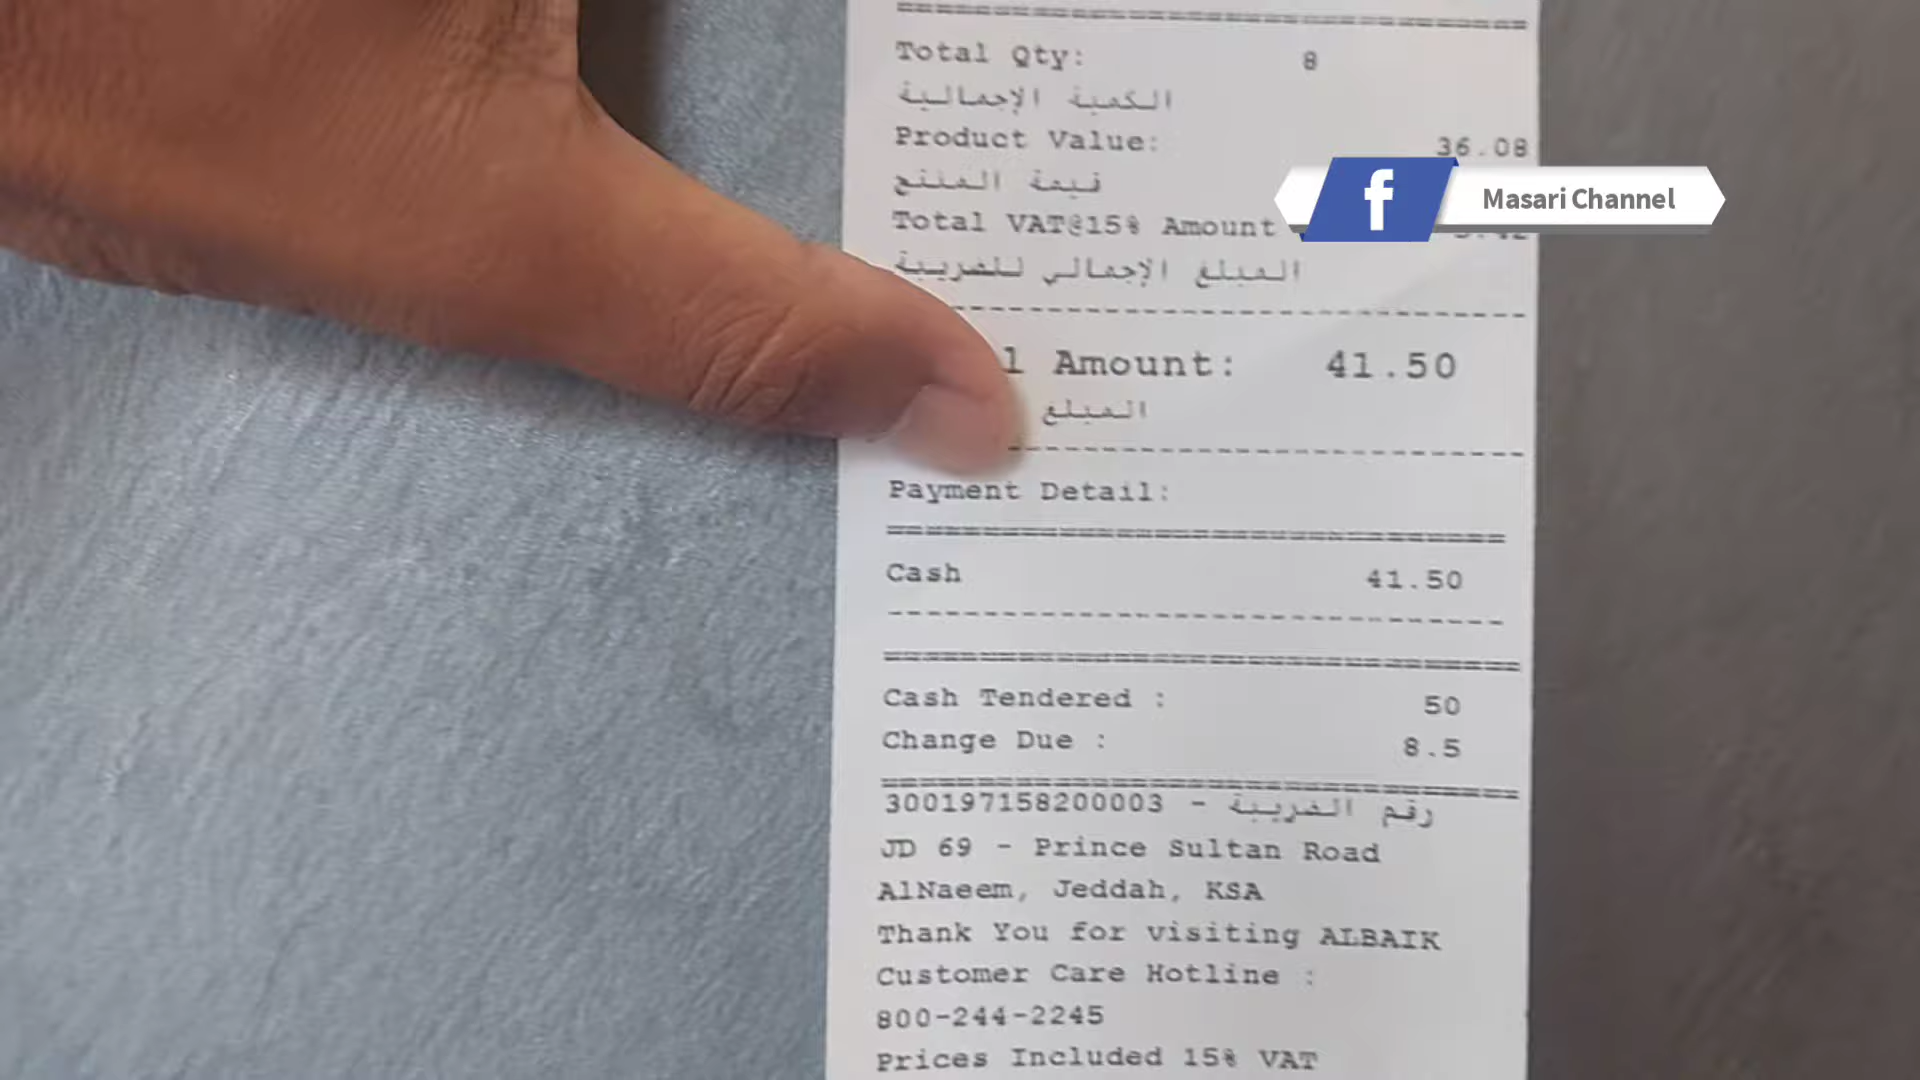 Total Qty: 8
الكمية الإجمالية
Product Value: 36.08
قيمة المنتج
Masari Channel
Total VAT@15% Amount
المبلغ الإجمالي للضريبة
Amount: 41.50
المبلغ
Payment Detail:
Cash 41.50
Cash Tendered : 50
Change Due : 8.5
300197158200003 - رقم الضريبة
JD 69 - Prince Sultan Road
AlNaeem, Jeddah, KSA
Thank You for visiting ALBAIK
Customer Care Hotline :
800-244-2245
Prices Included 15% VAT